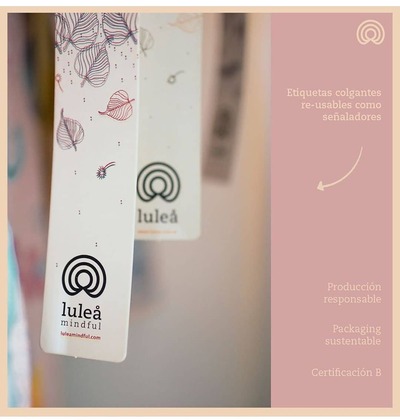 Etiquetas colgantes
re-usables como
señaladores
luleå
luleå
mindful
luleamindful.com
Producción
responsable
Packaging
sustentable
Certificación B